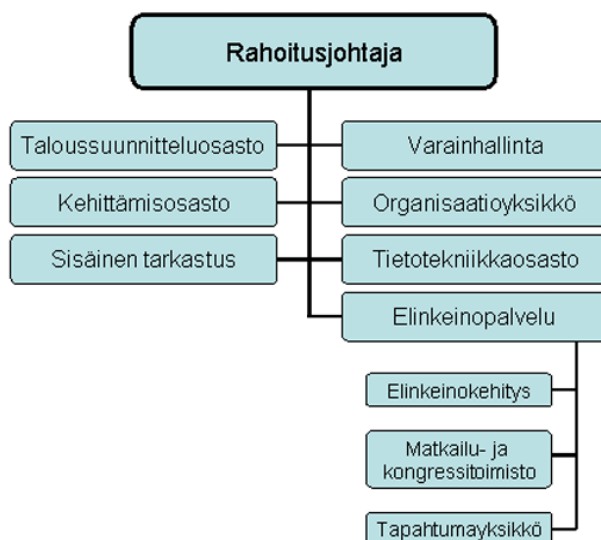 Rahoitusjohtaja
Taloussuunnitteluosasto
Varainhallinta
Kehittämisosasto
Organisaatioyksikkö
Sisäinen tarkastus
Tietotekniikkaosasto
Elinkeinopalvelu
Elinkeinokehitys
Matkailu- ja
kongressitoimisto
Tapahtumayksikkö